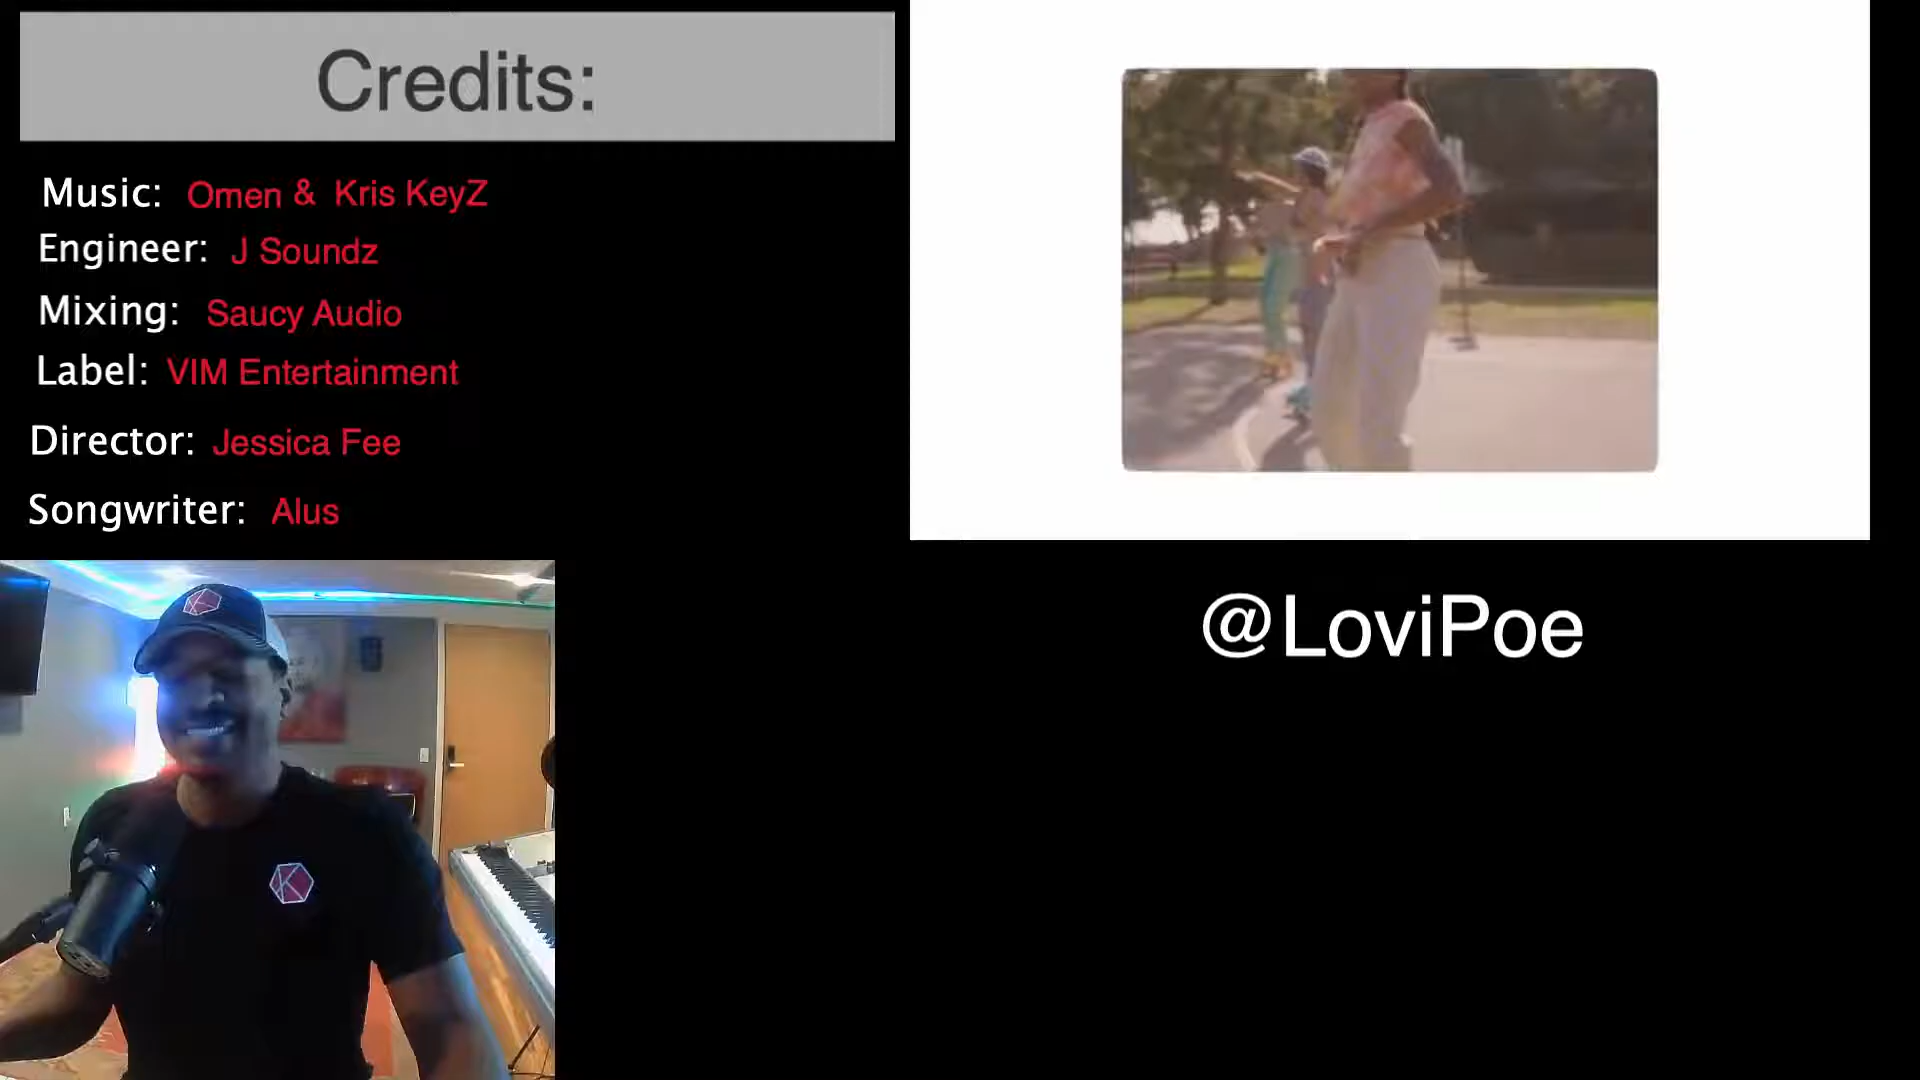 Credits:
Music: Omen & Kris KeyZ
Engineer: J Soundz
Mixing: Saucy Audio
Label: VIM Entertainment
Director: Jessica Fee
Songwriter: Alus
@LoviPoe
K
K